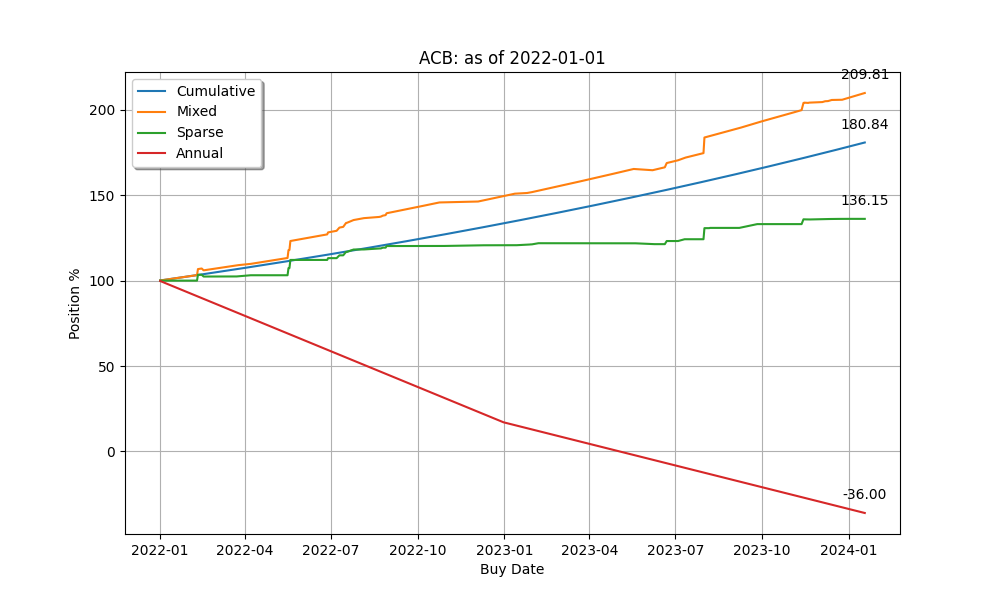 ACB: as of 2022-01-01
209.81
180.84
136.15
-36.00
Cumulative
Mixed
Sparse
Annual
200
150
100
50
0
Position %
2022-01 2022-04 2022-07 2022-10 2023-01 2023-04 2023-07 2023-10 2024-01
Buy Date